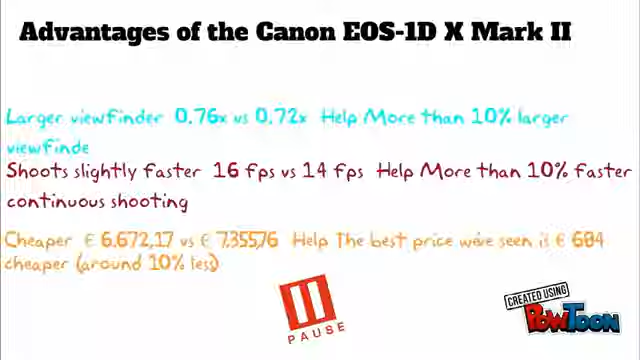 Advantages of the Canon EOS-1D X Mark II
Larger viewfinder 0.76x vs 0.72x Help More than 10% larger
viewfinde
Shoots slightly faster 16 fps vs 14 fps Help More than 10% faster
continuous shooting
Cheaper € 6.672,17 vs € 7.355,76 Help The best price we've seen is € 684
cheaper (around 10% les)
PAUSE
CREATED USING
POWTOON